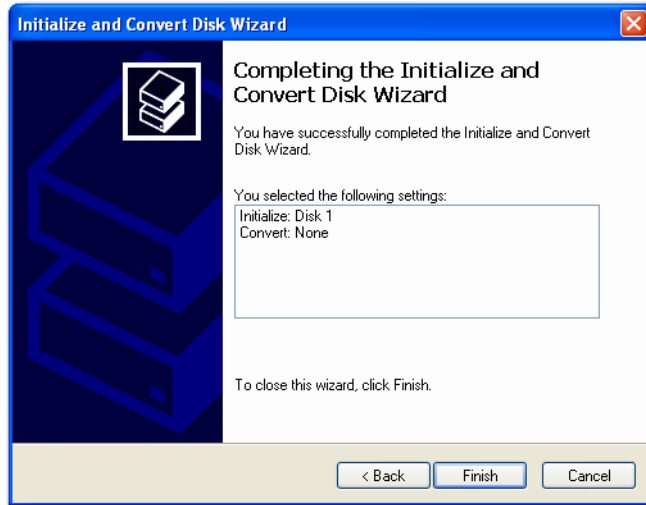 Initialize and Convert Disk Wizard
Completing the Initialize and
Convert Disk Wizard
You have successfully completed the Initialize and Convert
Disk Wizard.
You selected the following settings:
Initialize: Disk 1
Convert: None
To close this wizard, click Finish.
< Back
Finish
Cancel